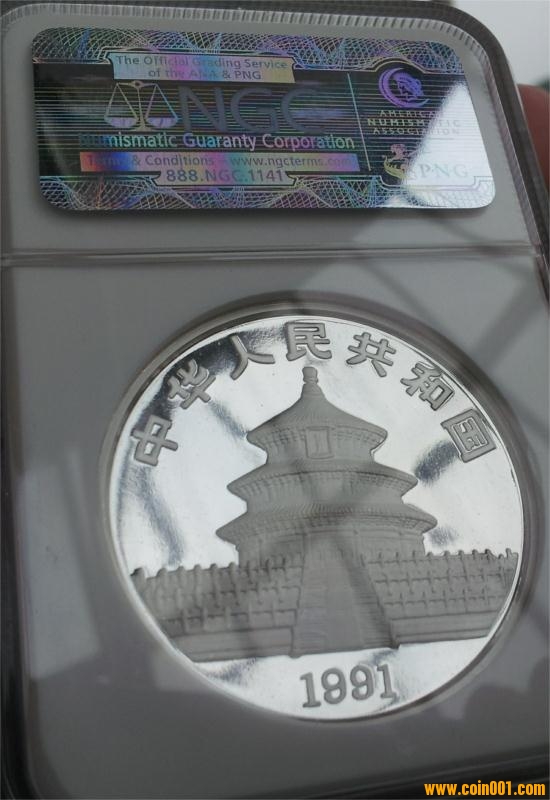 The Official Grading Service
of the ANA & PNG
NGC
Numismatic Guaranty Corporation
Terms & Conditions – www.ngcterms.com
888.NGC.1141
AMERICAN
NUMISMATIC
ASSOCIATION
PNG
中华人民共和国
1991
www.coin001.com